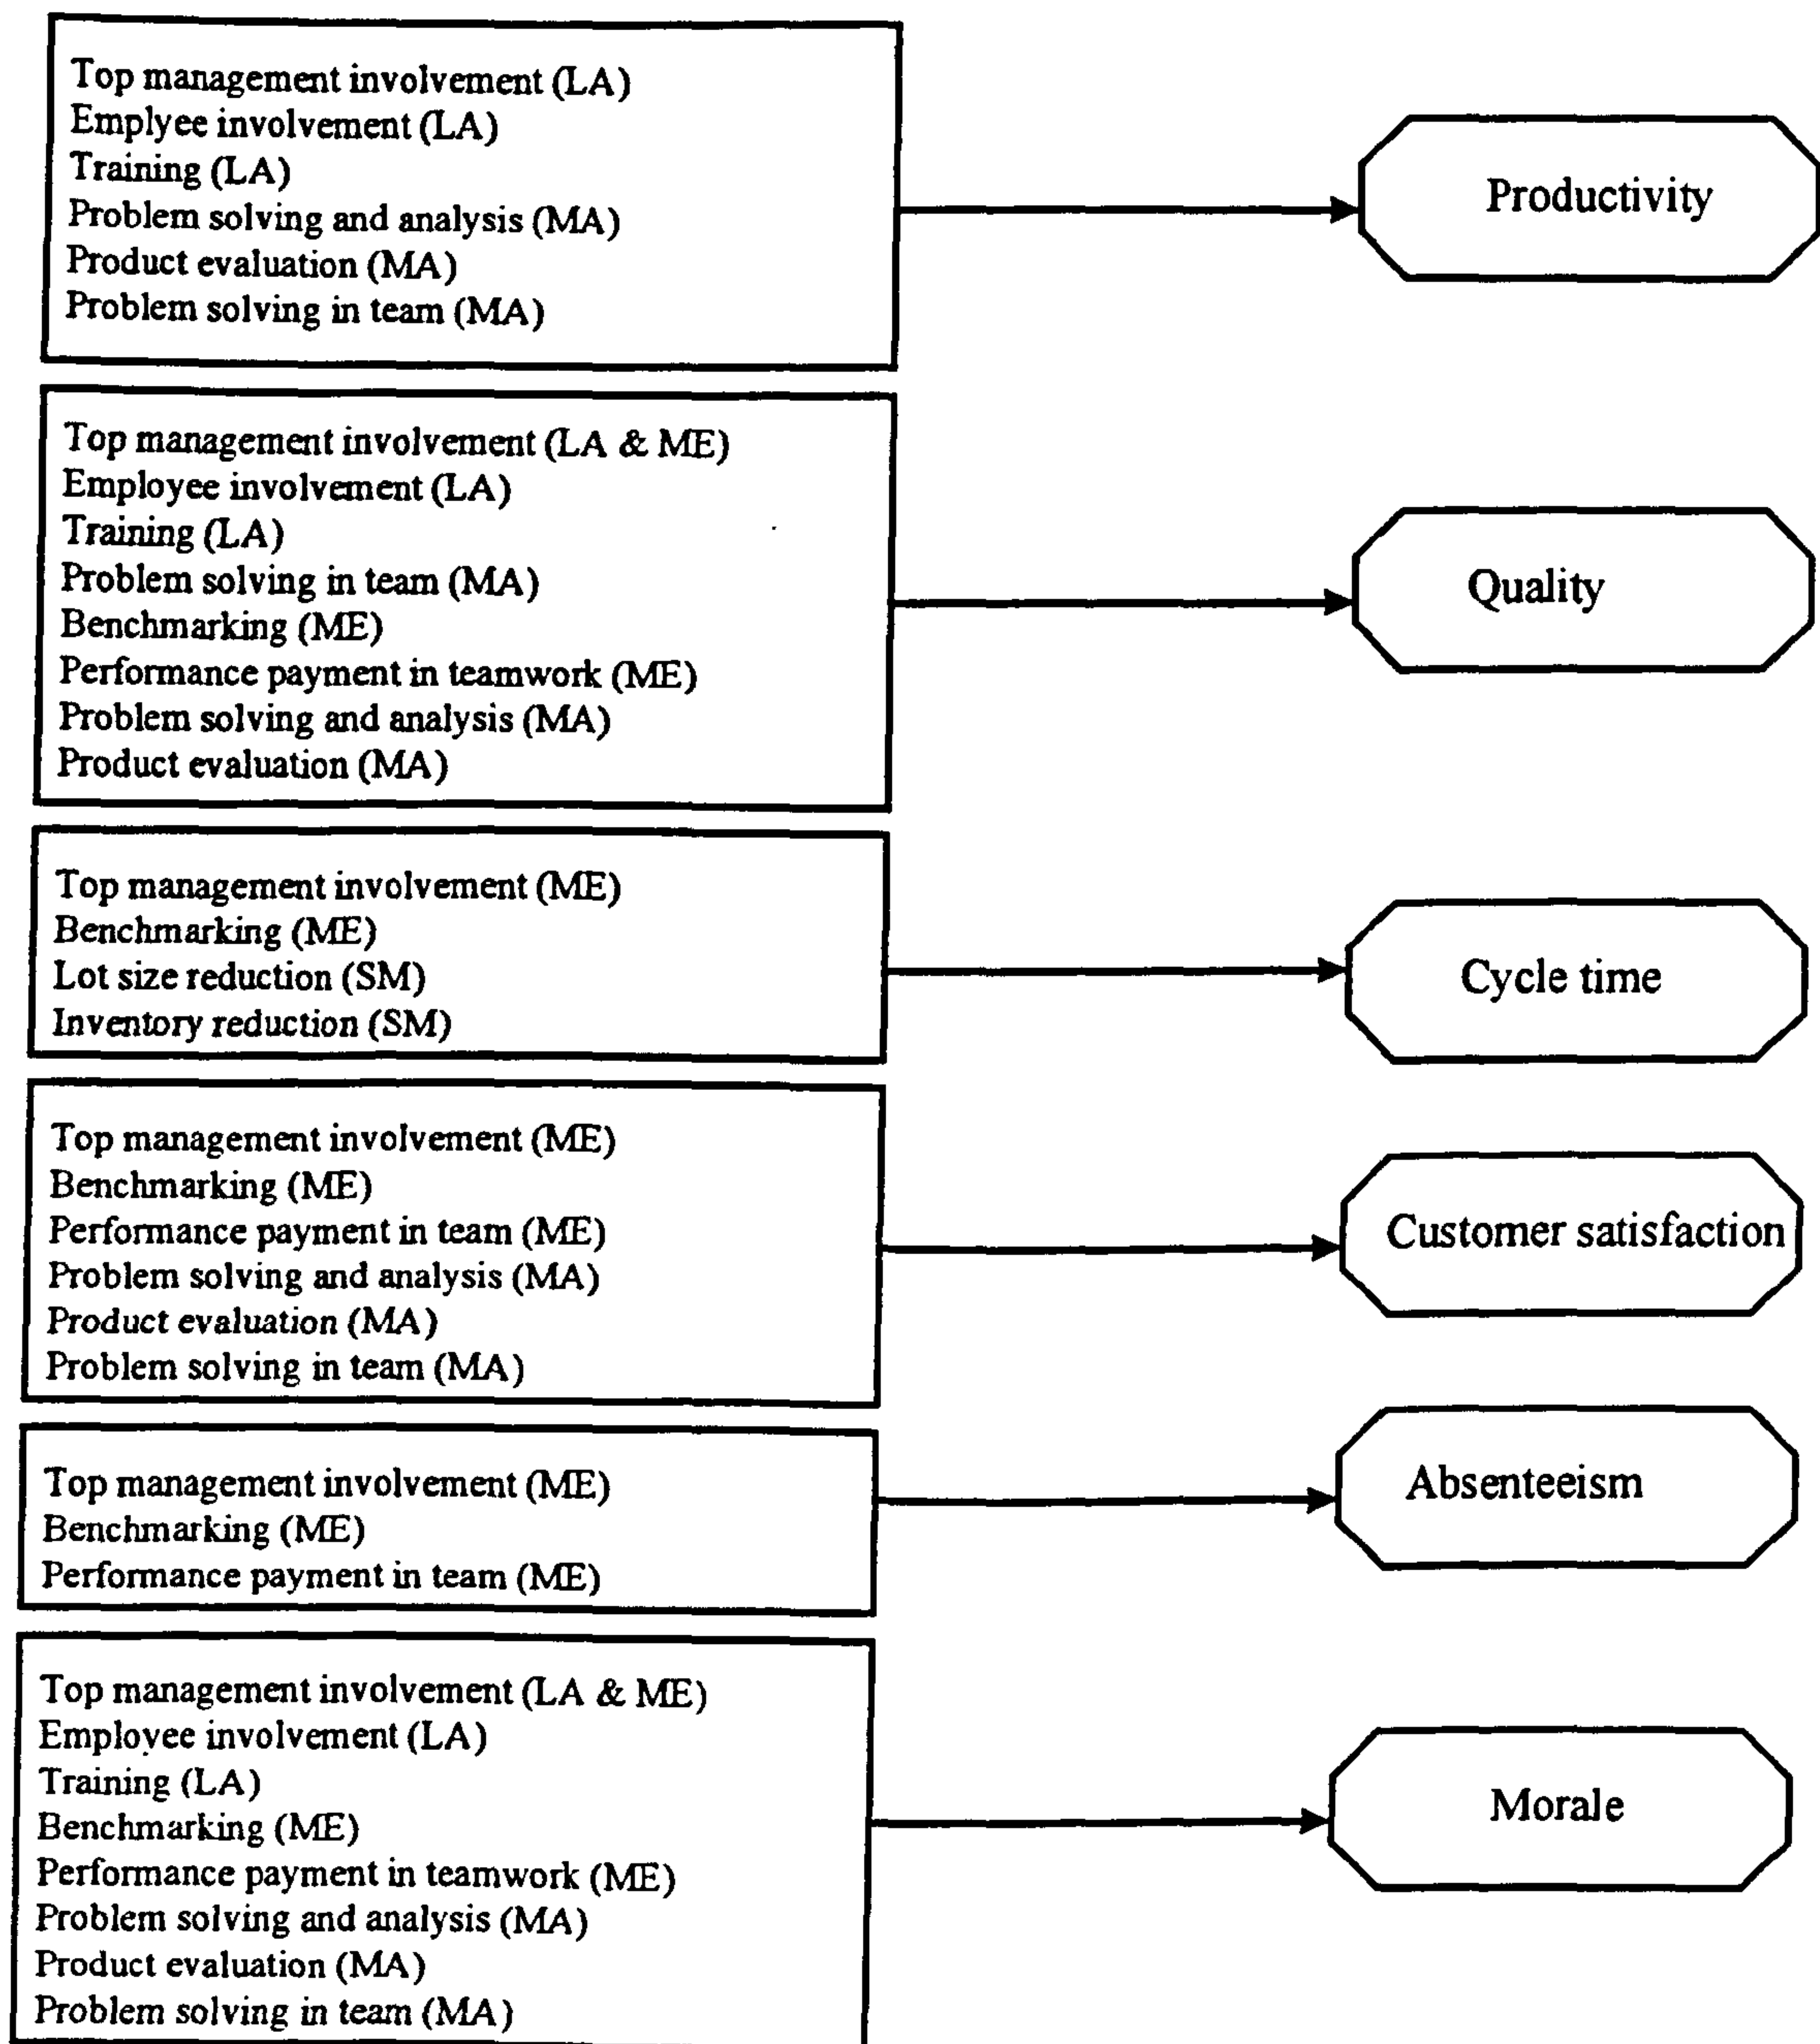 Top management involvement (LA)
Emplyee involvement (LA)
Training (LA)
Problem solving and analysis (MA)
Product evaluation (MA)
Problem solving in team (MA)
Productivity
Top management involvement (LA & ME)
Employee involvement (LA)
Training (LA)
Problem solving in team (MA)
Benchmarking (ME)
Performance payment in teamwork (ME)
Problem solving and analysis (MA)
Product evaluation (MA)
Quality
Top management involvement (ME)
Benchmarking (ME)
Lot size reduction (SM)
Inventory reduction (SM)
Cycle time
Top management involvement (ME)
Benchmarking (ME)
Performance payment in team (ME)
Problem solving and analysis (MA)
Product evaluation (MA)
Problem solving in team (MA)
Customer satisfaction
Top management involvement (ME)
Benchmarking (ME)
Performance payment in team (ME)
Absenteeism
Top management involvement (LA & ME)
Employee involvement (LA)
Training (LA)
Benchmarking (ME)
Performance payment in teamwork (ME)
Problem solving and analysis (MA)
Product evaluation (MA)
Problem solving in team (MA)
Morale